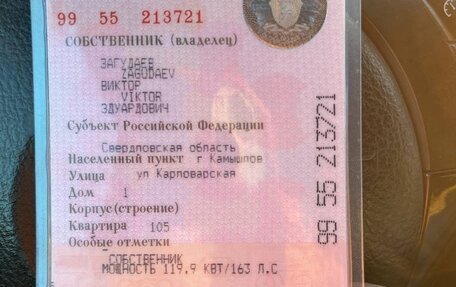 99 55 213721
СОБСТВЕННИК (владелец)
ЗАГУДАЕВ
ZAGUDAEV
ВИКТОР
VIKTOR
ЭДУАРДОВИЧ
Субъект Российской Федерации
Свердловская область
Населенный пункт г Камышлов
Улица ул Карловарская
Дом 1
Корпус(строение)
Квартира 105
Особые отметки
СОБСТВЕННИК
МОЩНОСТЬ 119.9 КВТ/163 Л.С
99 55 213721